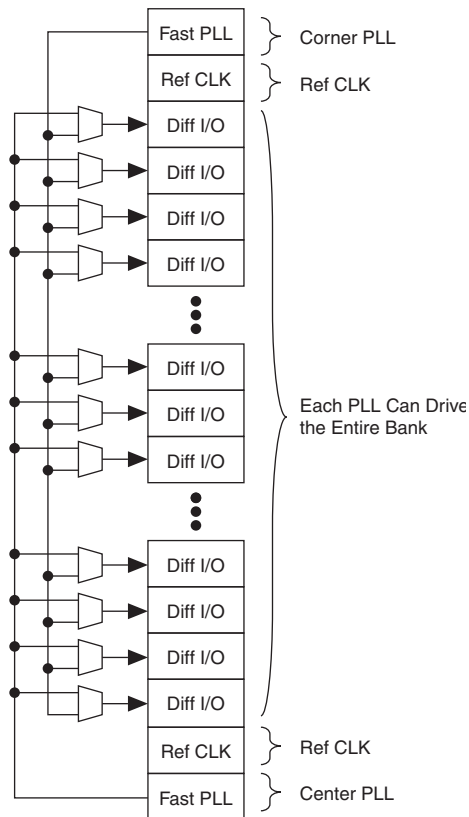 Fast PLL
Corner PLL
Ref CLK
Ref CLK
Diff I/O
Diff I/O
Diff I/O
Diff I/O
Diff I/O
Diff I/O
Diff I/O
Each PLL Can Drive
the Entire Bank
Diff I/O
Diff I/O
Diff I/O
Diff I/O
Ref CLK
Ref CLK
Fast PLL
Center PLL